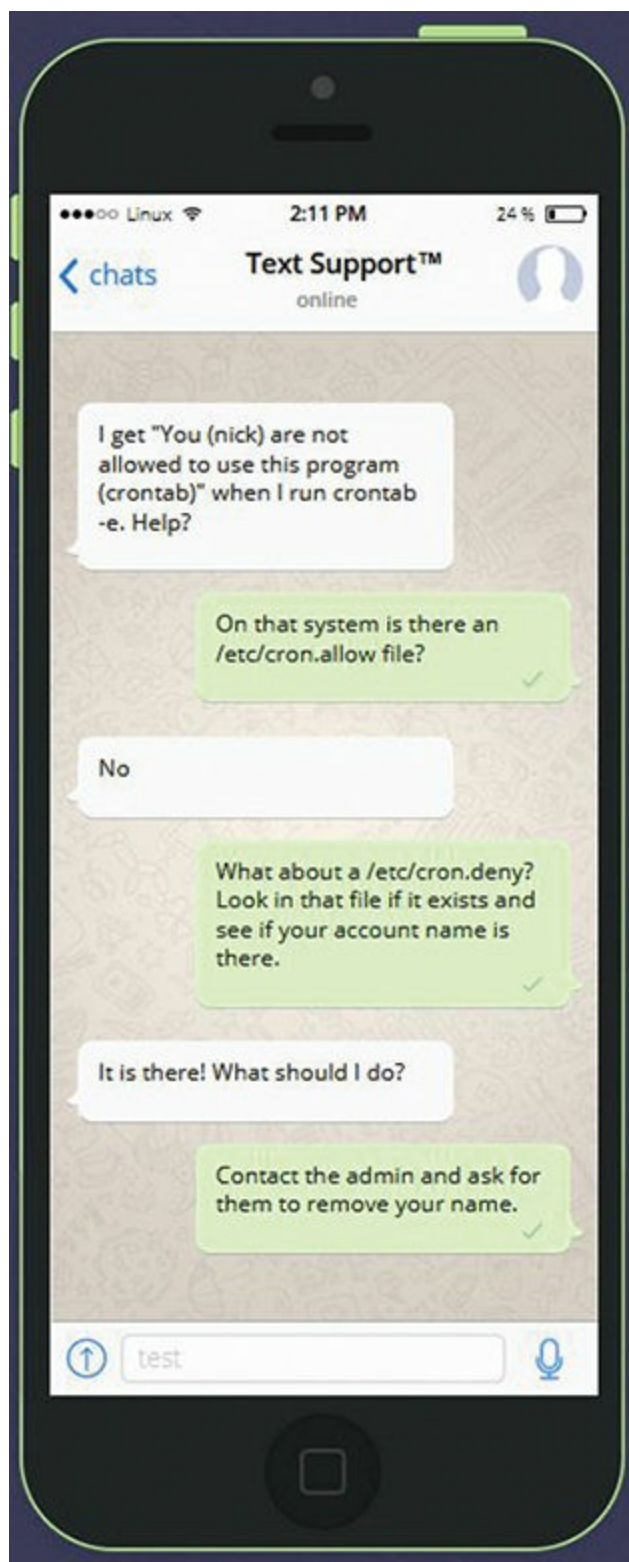 ●●●○○ Linux 2:11 PM 24 %
chats
Text Support™
online
I get "You (nick) are not
allowed to use this program
(crontab)" when I run crontab
-e. Help?
On that system is there an
/etc/cron.allow file?
No
What about a /etc/cron.deny?
Look in that file if it exists and
see if your account name is
there.
It is there! What should I do?
Contact the admin and ask for
them to remove your name.
test